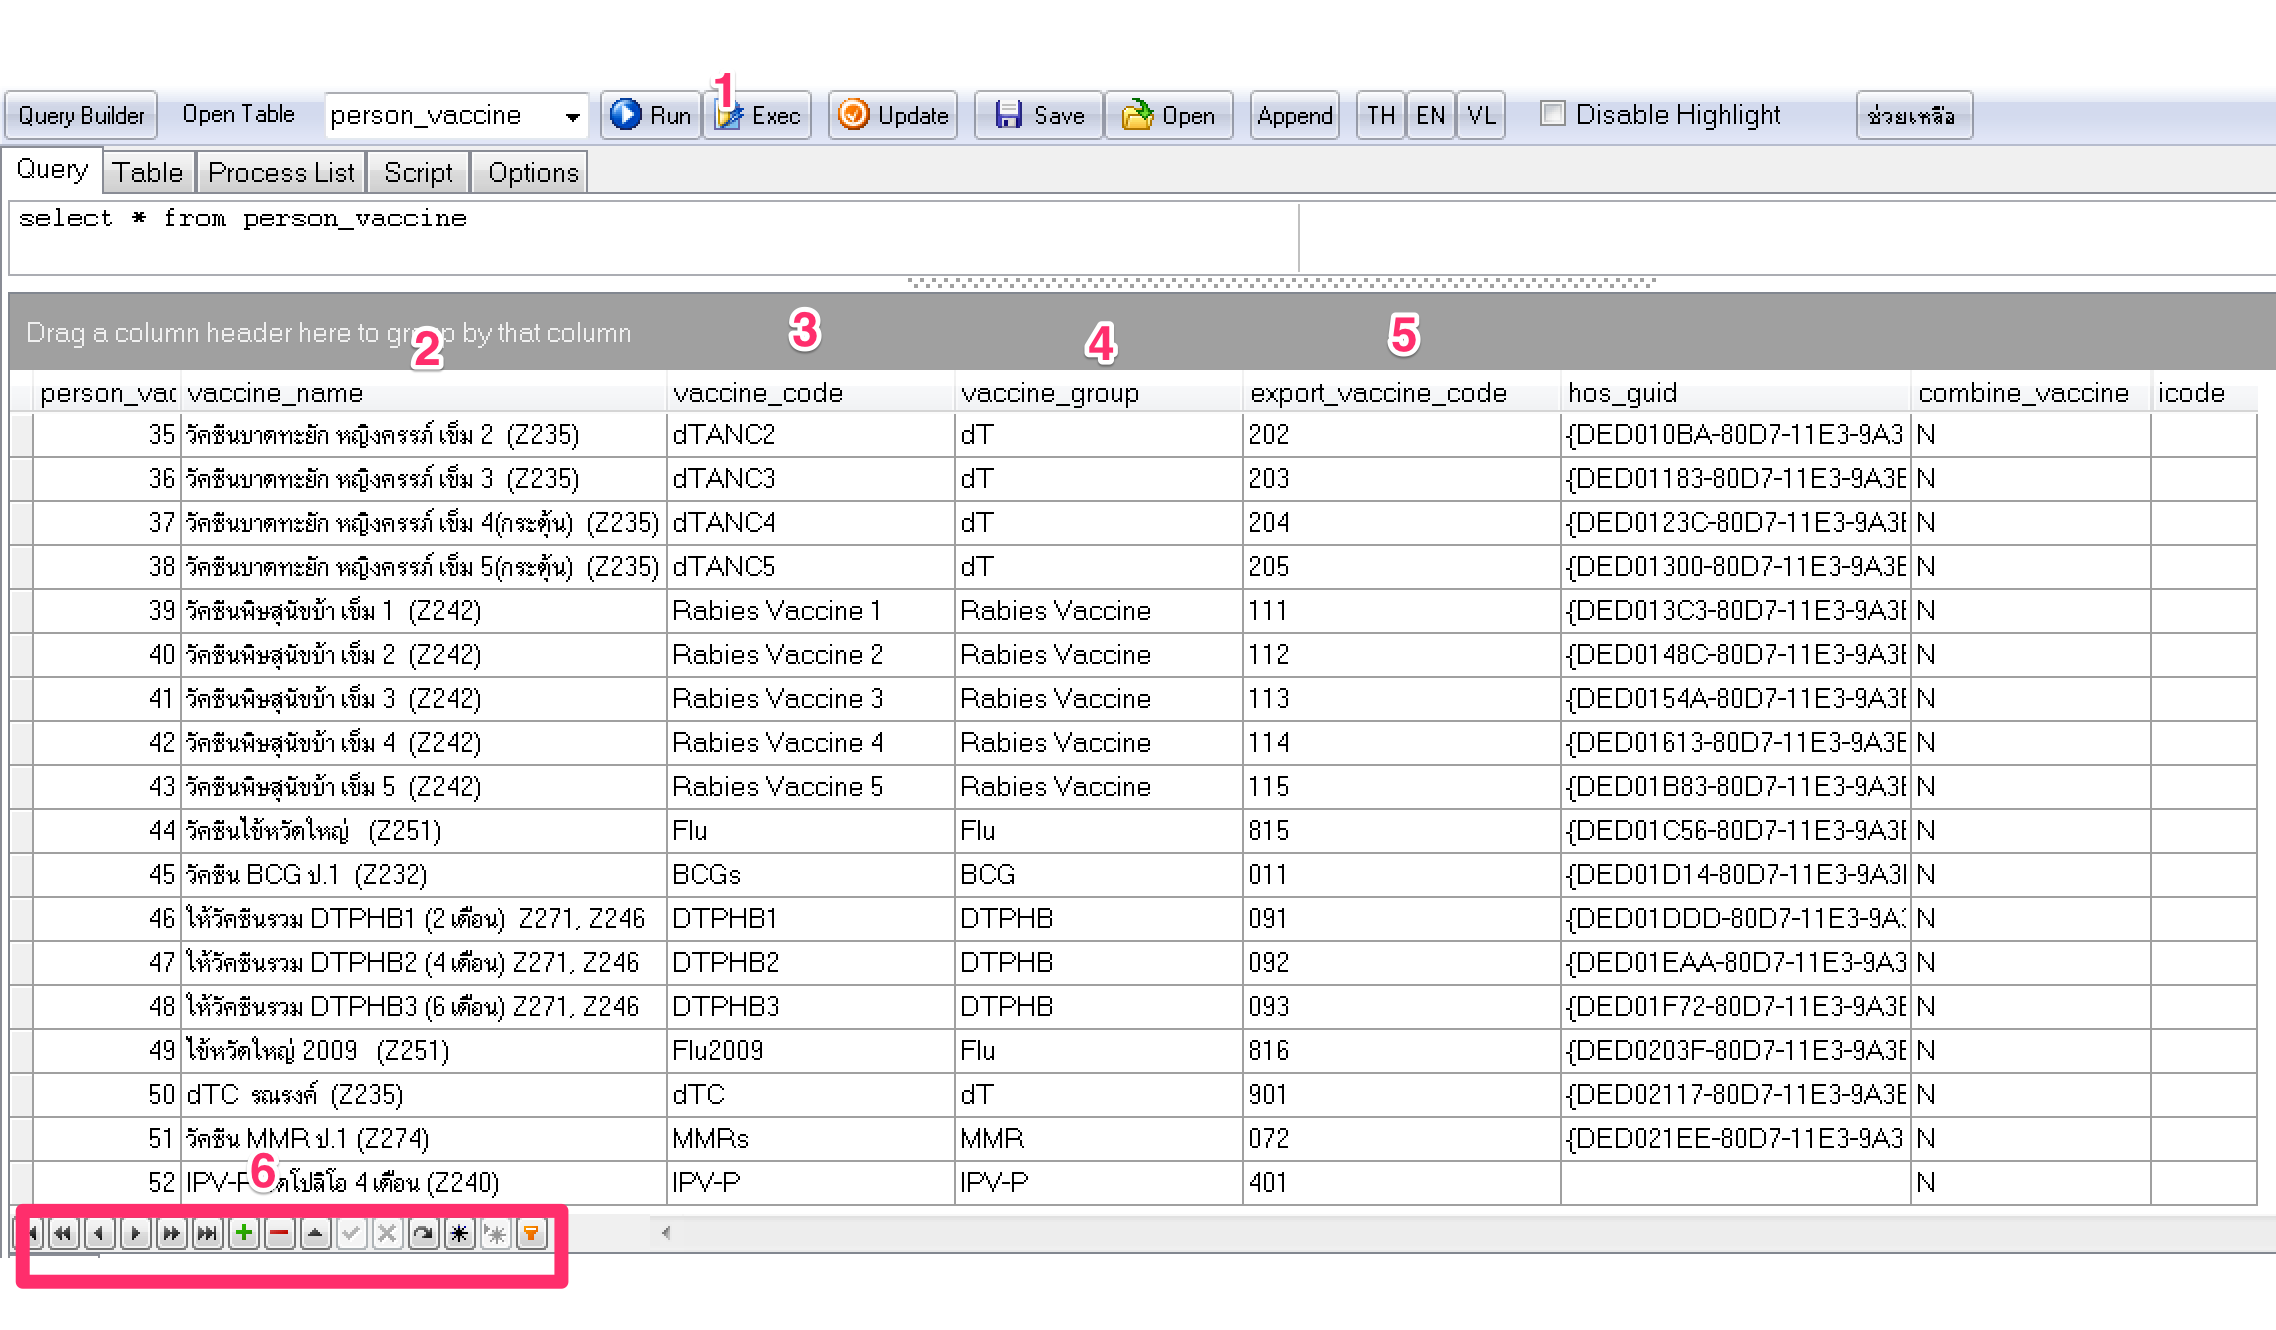 1
Query Builder Open Table person_vaccine Run Exec Update Save Open Append TH EN VL Disable Highlight ช่วยเหลือ
Query Table Process List Script Options
select * from person_vaccine
Drag a column header here to group by that column
2 3 4 5
person_vac vaccine_name vaccine_code vaccine_group export_vaccine_code hos_guid combine_vaccine icode
35 วัคซีนบาดทะยัก หญิงครรภ์ เข็ม 2 (Z235) dTANC2 dT 202 {DED010BA-80D7-11E3-9A3 N
36 วัคซีนบาดทะยัก หญิงครรภ์ เข็ม 3 (Z235) dTANC3 dT 203 {DED01183-80D7-11E3-9A3E N
37 วัคซีนบาดทะยัก หญิงครรภ์ เข็ม 4(กระตุ้น) (Z235) dTANC4 dT 204 {DED0123C-80D7-11E3-9A3 N
38 วัคซีนบาดทะยัก หญิงครรภ์ เข็ม 5(กระตุ้น) (Z235) dTANC5 dT 205 {DED01300-80D7-11E3-9A3E N
39 วัคซีนพิษสุนัขบ้า เข็ม 1 (Z242) Rabies Vaccine 1 Rabies Vaccine 111 {DED013C3-80D7-11E3-9A3 N
40 วัคซีนพิษสุนัขบ้า เข็ม 2 (Z242) Rabies Vaccine 2 Rabies Vaccine 112 {DED0148C-80D7-11E3-9A3 N
41 วัคซีนพิษสุนัขบ้า เข็ม 3 (Z242) Rabies Vaccine 3 Rabies Vaccine 113 {DED0154A-80D7-11E3-9A3 N
42 วัคซีนพิษสุนัขบ้า เข็ม 4 (Z242) Rabies Vaccine 4 Rabies Vaccine 114 {DED01613-80D7-11E3-9A3E N
43 วัคซีนพิษสุนัขบ้า เข็ม 5 (Z242) Rabies Vaccine 5 Rabies Vaccine 115 {DED01B83-80D7-11E3-9A3 N
44 วัคซีนไข้หวัดใหญ่ (Z251) Flu Flu 815 {DED01C56-80D7-11E3-9A3 N
45 วัคซีน BCG ป.1 (Z232) BCGs BCG 011 {DED01D14-80D7-11E3-9A3 N
46 ให้วัคซีนรวม DTPHB1 (2 เดือน) Z271, Z246 DTPHB1 DTPHB 091 {DED01DDD-80D7-11E3-9A N
47 ให้วัคซีนรวม DTPHB2 (4 เดือน) Z271, Z246 DTPHB2 DTPHB 092 {DED01EAA-80D7-11E3-9A3 N
48 ให้วัคซีนรวม DTPHB3 (6 เดือน) Z271, Z246 DTPHB3 DTPHB 093 {DED01F72-80D7-11E3-9A3E N
49 ไข้หวัดใหญ่ 2009 (Z251) Flu2009 Flu 816 {DED0203F-80D7-11E3-9A3E N
50 dTC รณรงค์ (Z235) dTC dT 901 {DED02117-80D7-11E3-9A3E N
51 วัคซีน MMR ป.1 (Z274) MMRs MMR 072 {DED021EE-80D7-11E3-9A3 N
6
52 IPV-P โปลิโอ 4 เดือน (Z240) IPV-P IPV-P 401 N